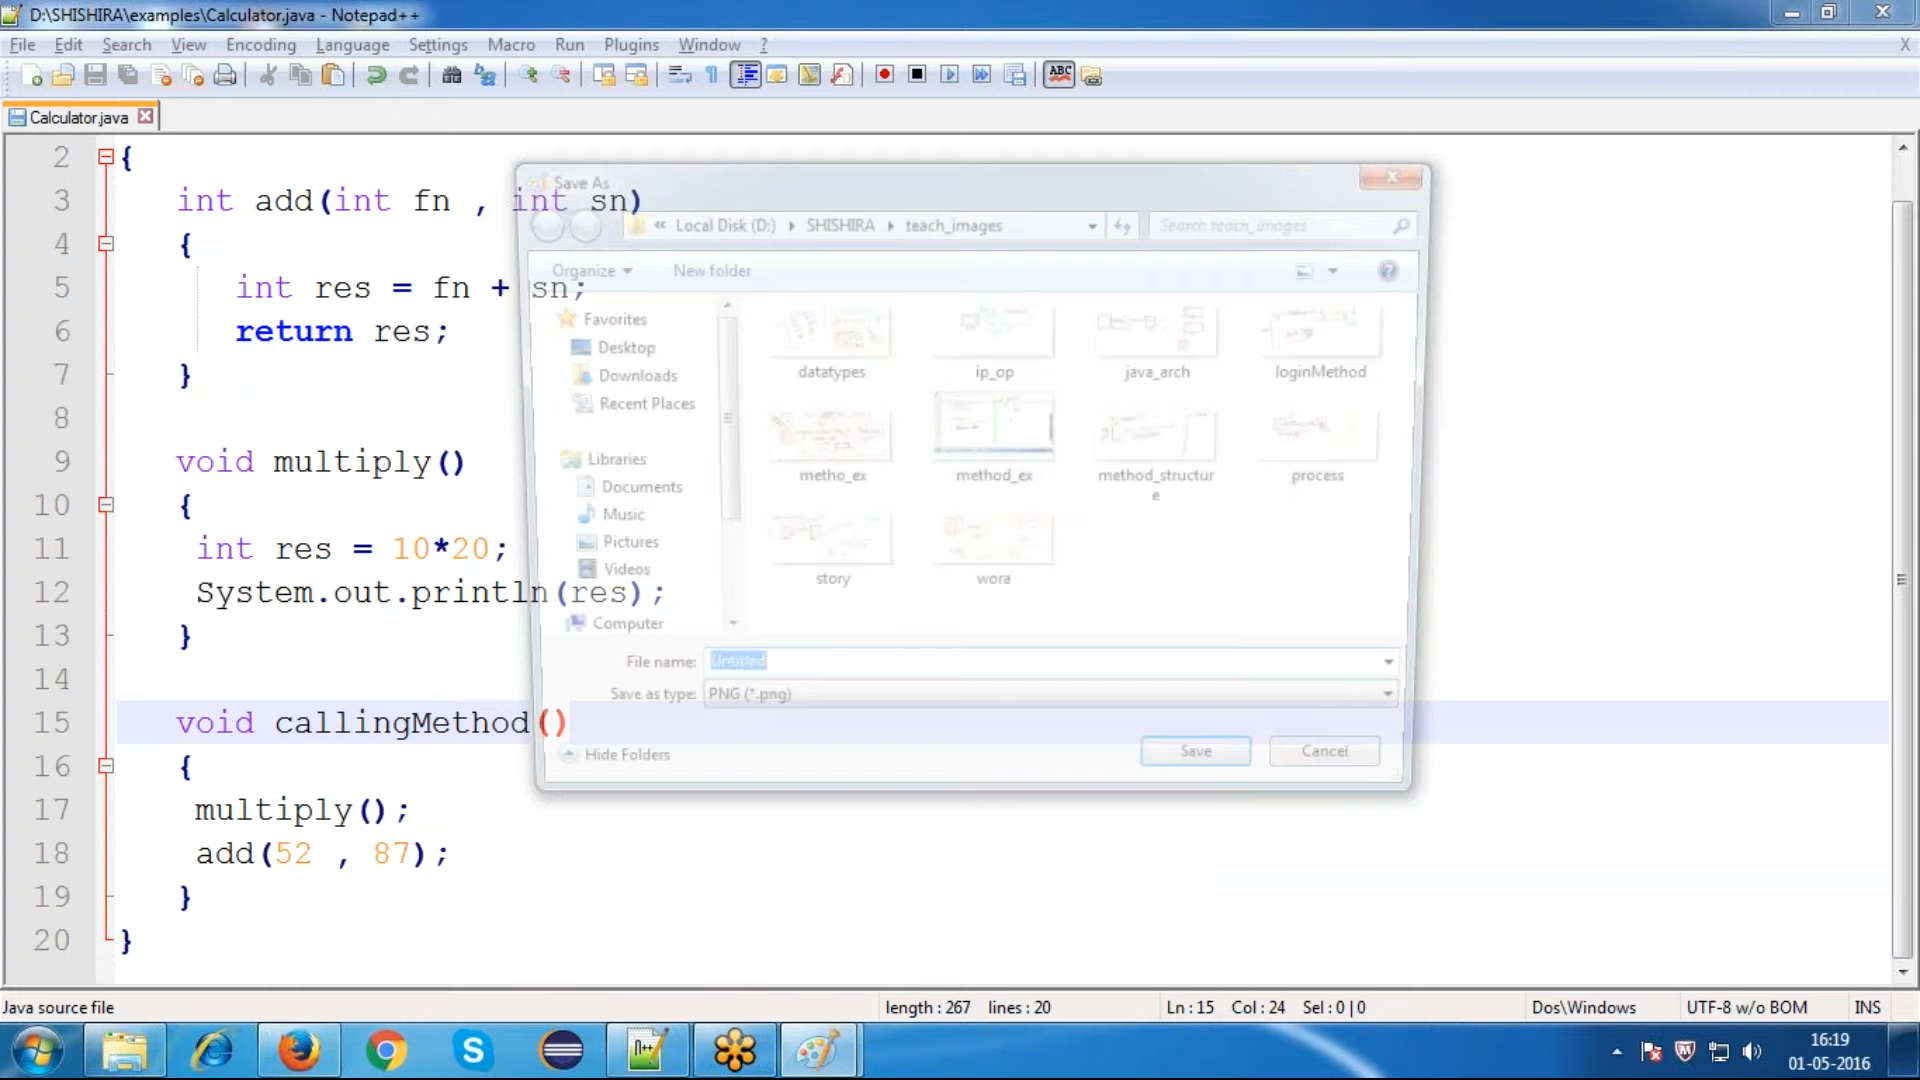 D:\SHISHIRA\examples\Calculator.java - Notepad++
File Edit Search View Encoding Language Settings Macro Run Plugins Window ?
X
ABC
Calculator.java
2 {
3 int add(int fn , int sn)
4 {
5 int res = fn + sn;
6 return res;
7 }
8
9 void multiply()
10 {
11 int res = 10*20;
12 System.out.println(res);
13 }
14
15 void callingMethod()
16 {
17 multiply();
18 add(52 , 87);
19 }
20 }
Save As
« Local Disk (D:) SHISHIRA teach_images
Search teach_images
Organize New folder
Favorites
Desktop
Downloads
Recent Places
Libraries
Documents
Music
Pictures
Videos
Computer
datatypes ip_op java_arch loginMethod
metho_ex method_ex method_structur
e
process
story wora
File name: Untitled
Save as type: PNG (*.png)
Hide Folders
Save Cancel
Java source file length : 267 lines : 20 Ln : 15 Col : 24 Sel : 0 | 0 Dos\Windows UTF-8 w/o BOM INS
16:19
01-05-2016